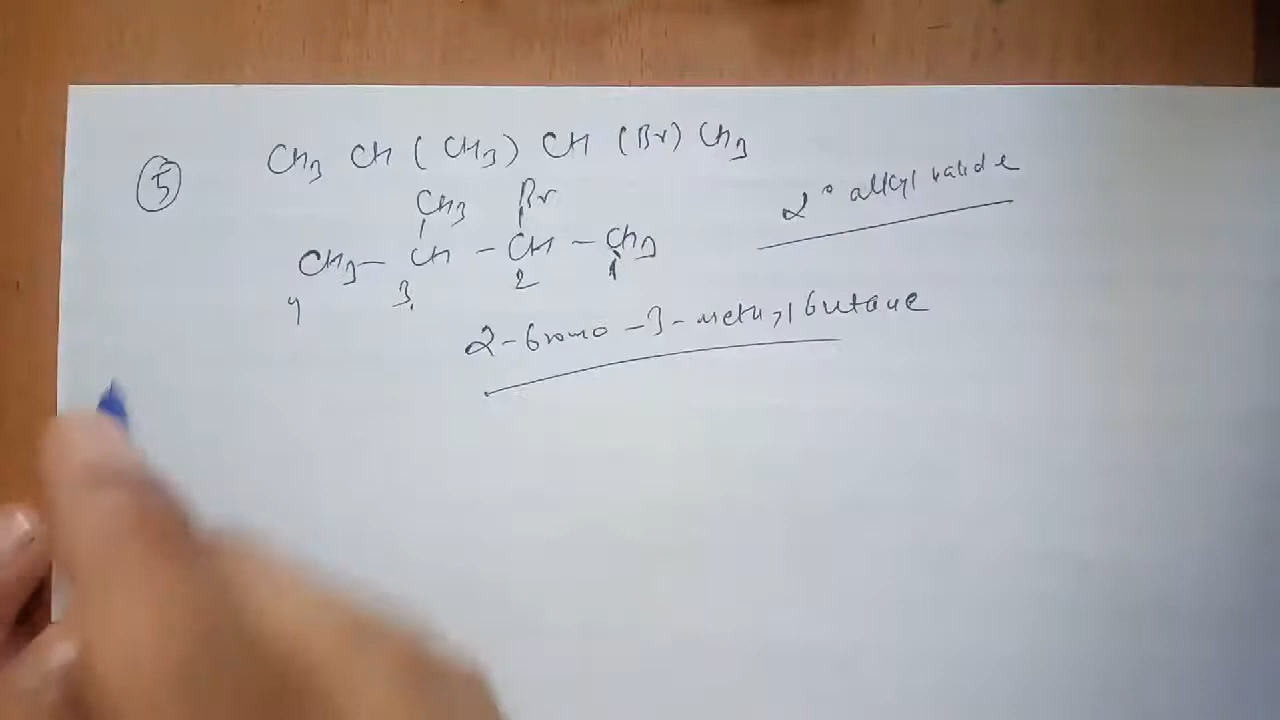 5 CH3 CH (CH3) CH (Br) CH3
CH3 Br
CH3 - CH - CH - CH3
4 3 2 1
2° alkyl halide
2-bromo-3-methylbutane